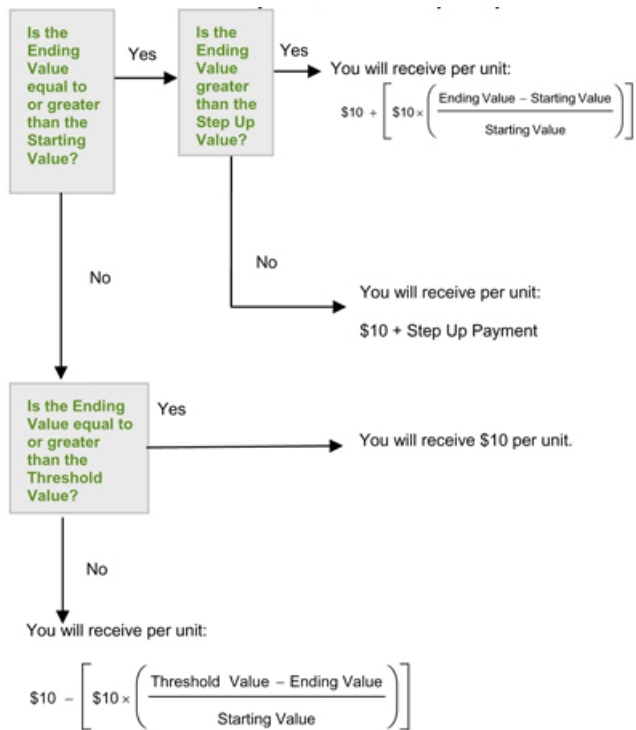 Is the
Ending
Value
equal to
or greater
than the
Starting
Value?
Yes
Is the
Ending
Value
greater
than the
Step Up
Value?
Yes
You will receive per unit:
$10 + [ $10 × ( Ending Value – Starting Value
Starting Value ) ]
No
No
You will receive per unit:
$10 + Step Up Payment
Is the Ending
Value equal to
or greater
than the
Threshold
Value?
Yes
You will receive $10 per unit.
No
You will receive per unit:
$10 – [ $10 × ( Threshold Value – Ending Value
Starting Value ) ]